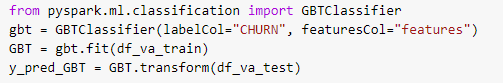 from pyspark.ml.classification import GBTClassifier
gbt = GBTClassifier(labelCol="CHURN", featuresCol="features")
GBT = gbt.fit(df_va_train)
y_pred_GBT = GBT.transform(df_va_test)